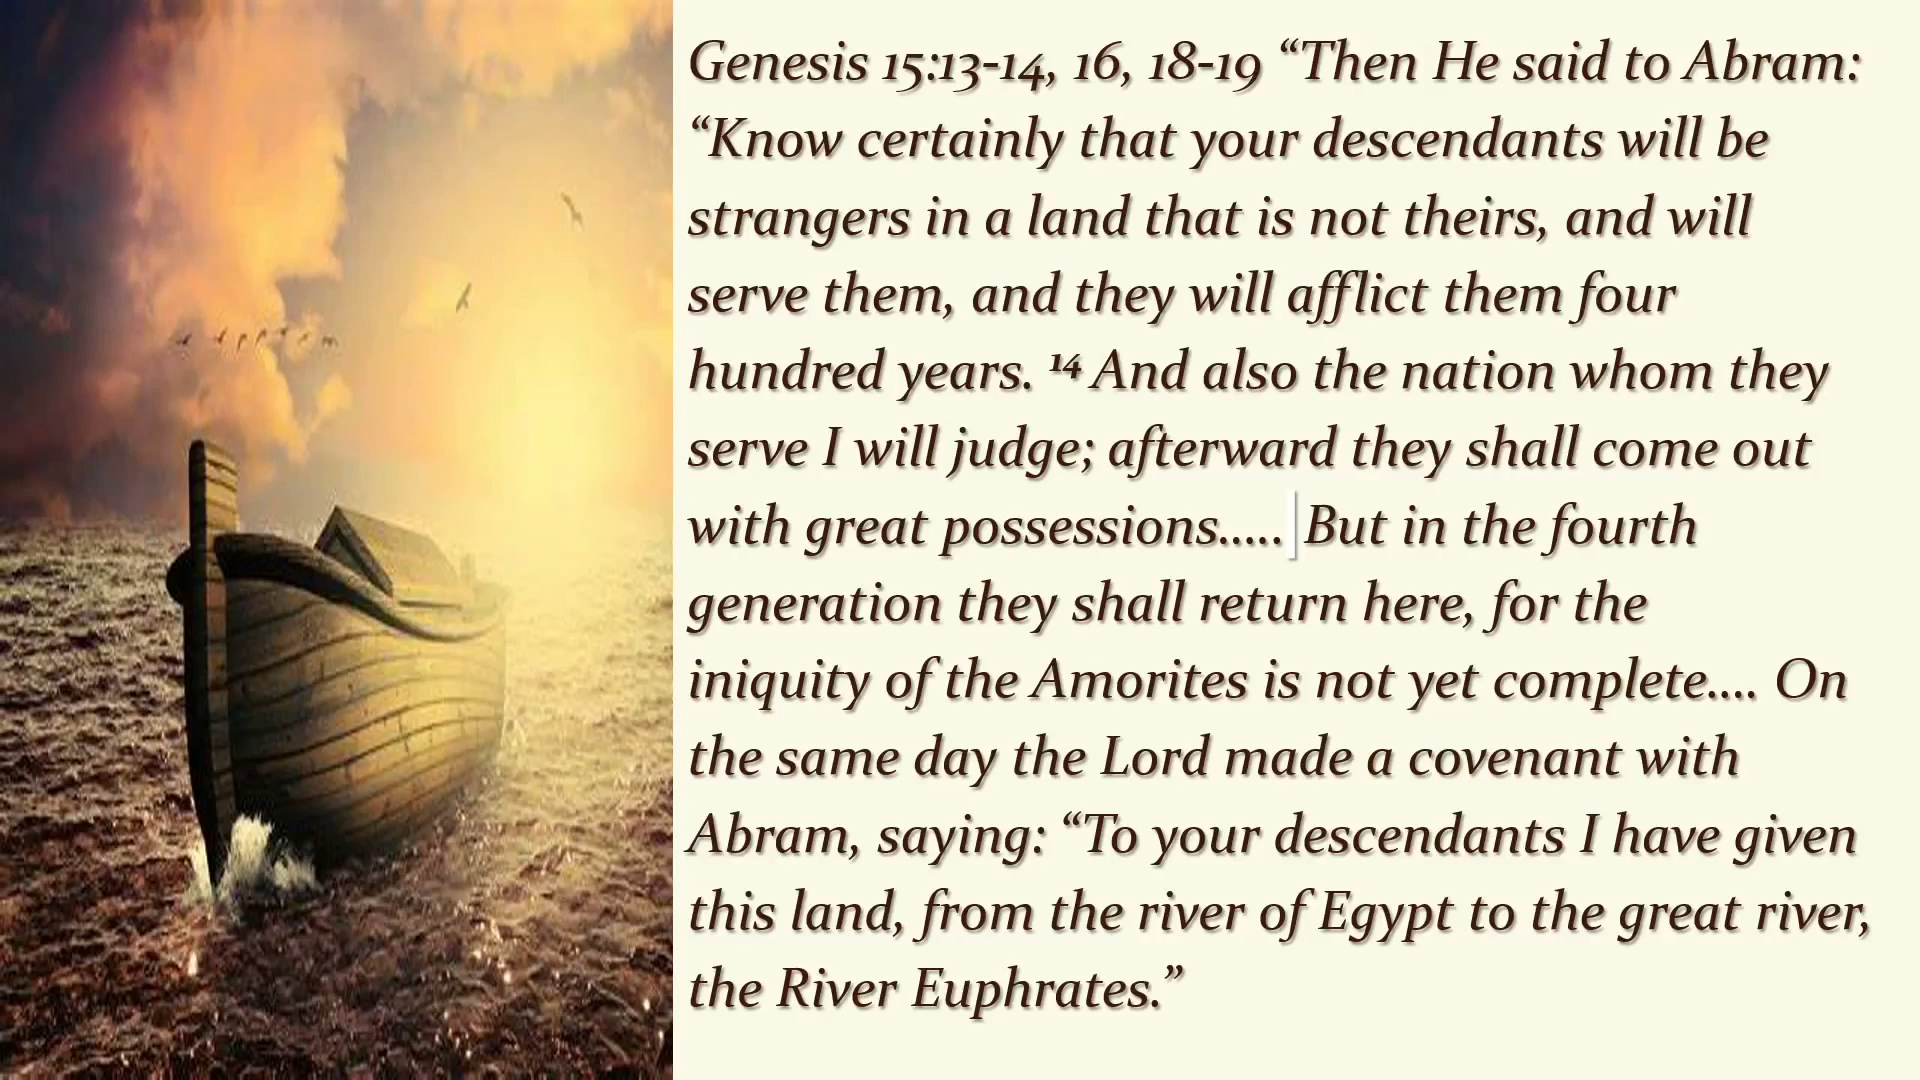 Genesis 15:13-14, 16, 18-19 “Then He said to Abram:
“Know certainly that your descendants will be
strangers in a land that is not theirs, and will
serve them, and they will afflict them four
hundred years. ¹⁴ And also the nation whom they
serve I will judge; afterward they shall come out
with great possessions..... But in the fourth
generation they shall return here, for the
iniquity of the Amorites is not yet complete.... On
the same day the Lord made a covenant with
Abram, saying: “To your descendants I have given
this land, from the river of Egypt to the great river,
the River Euphrates.”